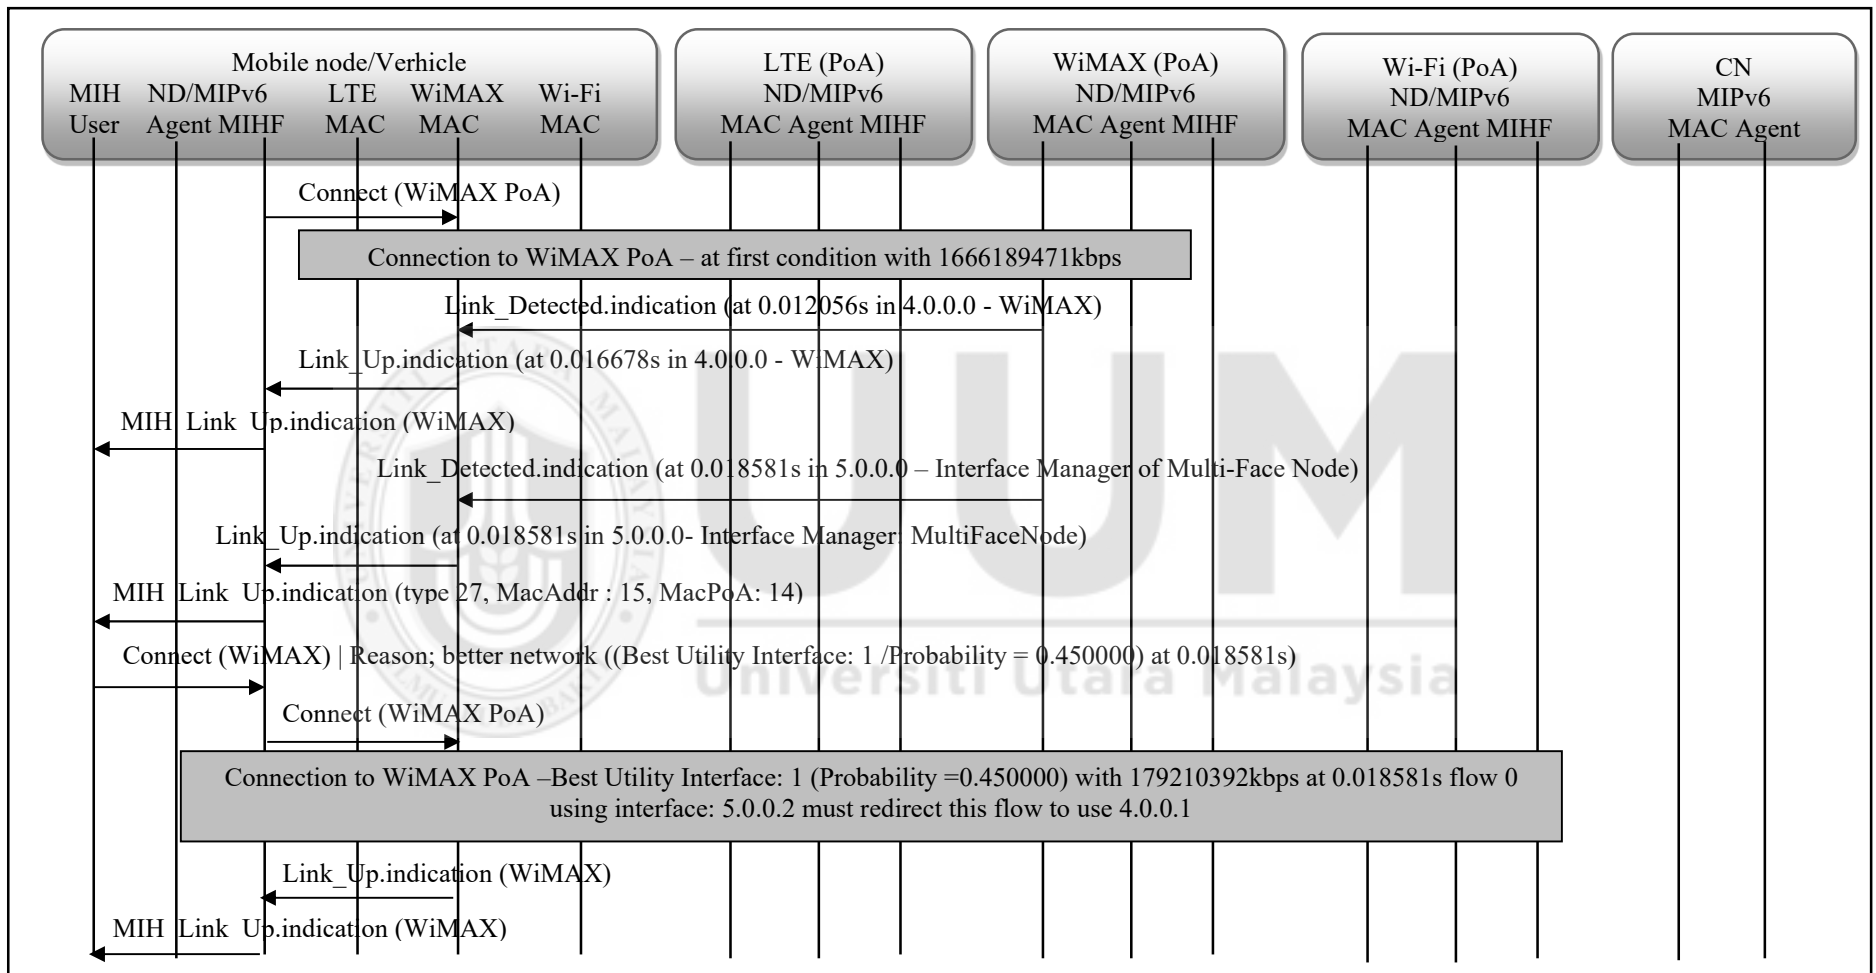 Mobile node/Verhicle
MIH ND/MIPv6 LTE WiMAX Wi-Fi
User Agent MIHF MAC MAC MAC
LTE (PoA)
ND/MIPv6
MAC Agent MIHF
WiMAX (PoA)
ND/MIPv6
MAC Agent MIHF
Wi-Fi (PoA)
ND/MIPv6
MAC Agent MIHF
CN
MIPv6
MAC Agent
Connect (WiMAX PoA)
Connection to WiMAX PoA – at first condition with 1666189471kbps
Link_Detected.indication (at 0.012056s in 4.0.0.0 - WiMAX)
Link_Up.indication (at 0.016678s in 4.0.0.0 - WiMAX)
MIH_Link_Up.indication (WiMAX)
Link_Detected.indication (at 0.018581s in 5.0.0.0 – Interface Manager of Multi-Face Node)
Link_Up.indication (at 0.018581s in 5.0.0.0- Interface Manager: MultiFaceNode)
MIH_Link_Up.indication (type 27, MacAddr : 15, MacPoA: 14)
Connect (WiMAX) | Reason; better network ((Best Utility Interface: 1 /Probability = 0.450000) at 0.018581s)
Connect (WiMAX PoA)
Connection to WiMAX PoA –Best Utility Interface: 1 (Probability =0.450000) with 179210392kbps at 0.018581s flow 0
using interface: 5.0.0.2 must redirect this flow to use 4.0.0.1
Link_Up.indication (WiMAX)
MIH_Link_Up.indication (WiMAX)
UUM
Universiti Utara Malaysia
UNIVERSITI UTARA MALAYSIA